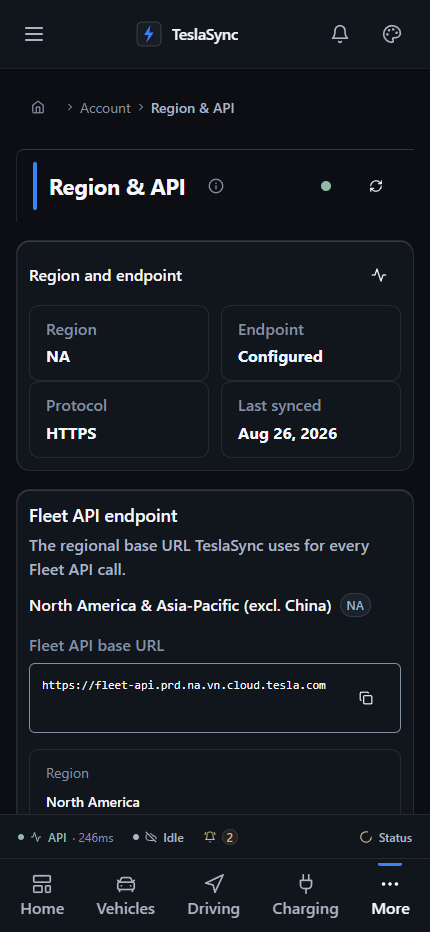 TeslaSync
Account
Region & API
Region & API
Region and endpoint
Region
NA
Endpoint
Configured
Protocol
HTTPS
Last synced
Aug 26, 2026
Fleet API endpoint
The regional base URL TeslaSync uses for every
Fleet API call.
North America & Asia-Pacific (excl. China) NA
Fleet API base URL
https://fleet-api.prd.na.vn.cloud.tesla.com
Region
North America
API · 246ms
Idle
2
Status
Home
Vehicles
Driving
Charging
More